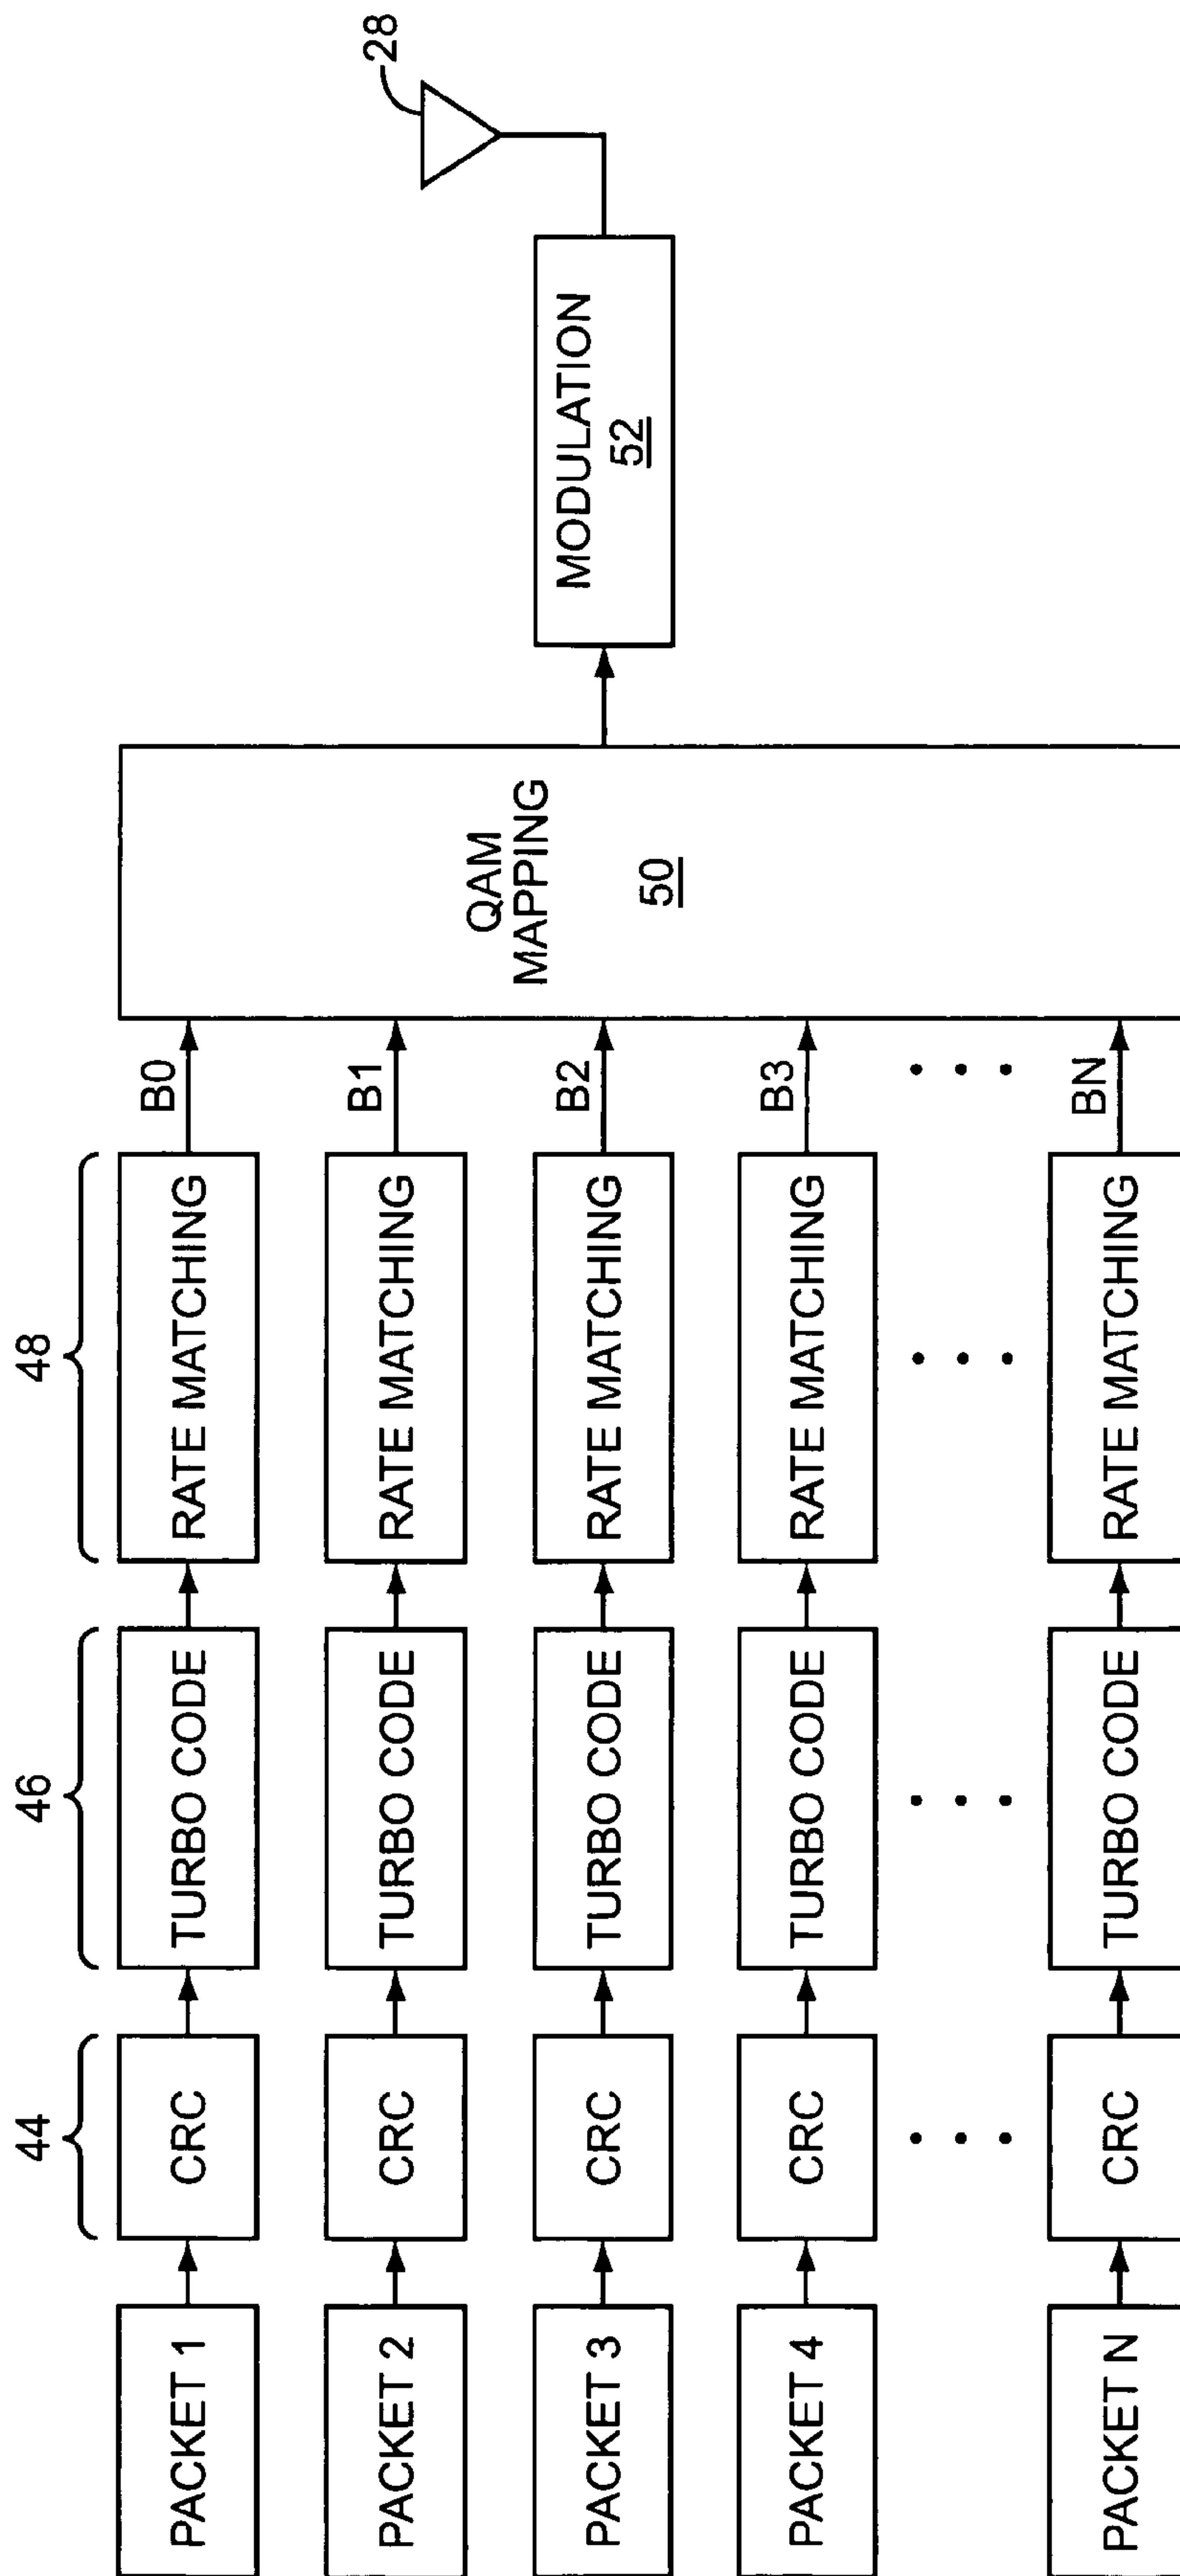 44
46
48
PACKET 1
CRC
TURBO CODE
RATE MATCHING
B0
PACKET 2
CRC
TURBO CODE
RATE MATCHING
B1
PACKET 3
CRC
TURBO CODE
RATE MATCHING
B2
PACKET 4
CRC
TURBO CODE
RATE MATCHING
B3
PACKET N
CRC
TURBO CODE
RATE MATCHING
BN
QAM
MAPPING
50
MODULATION
52
28